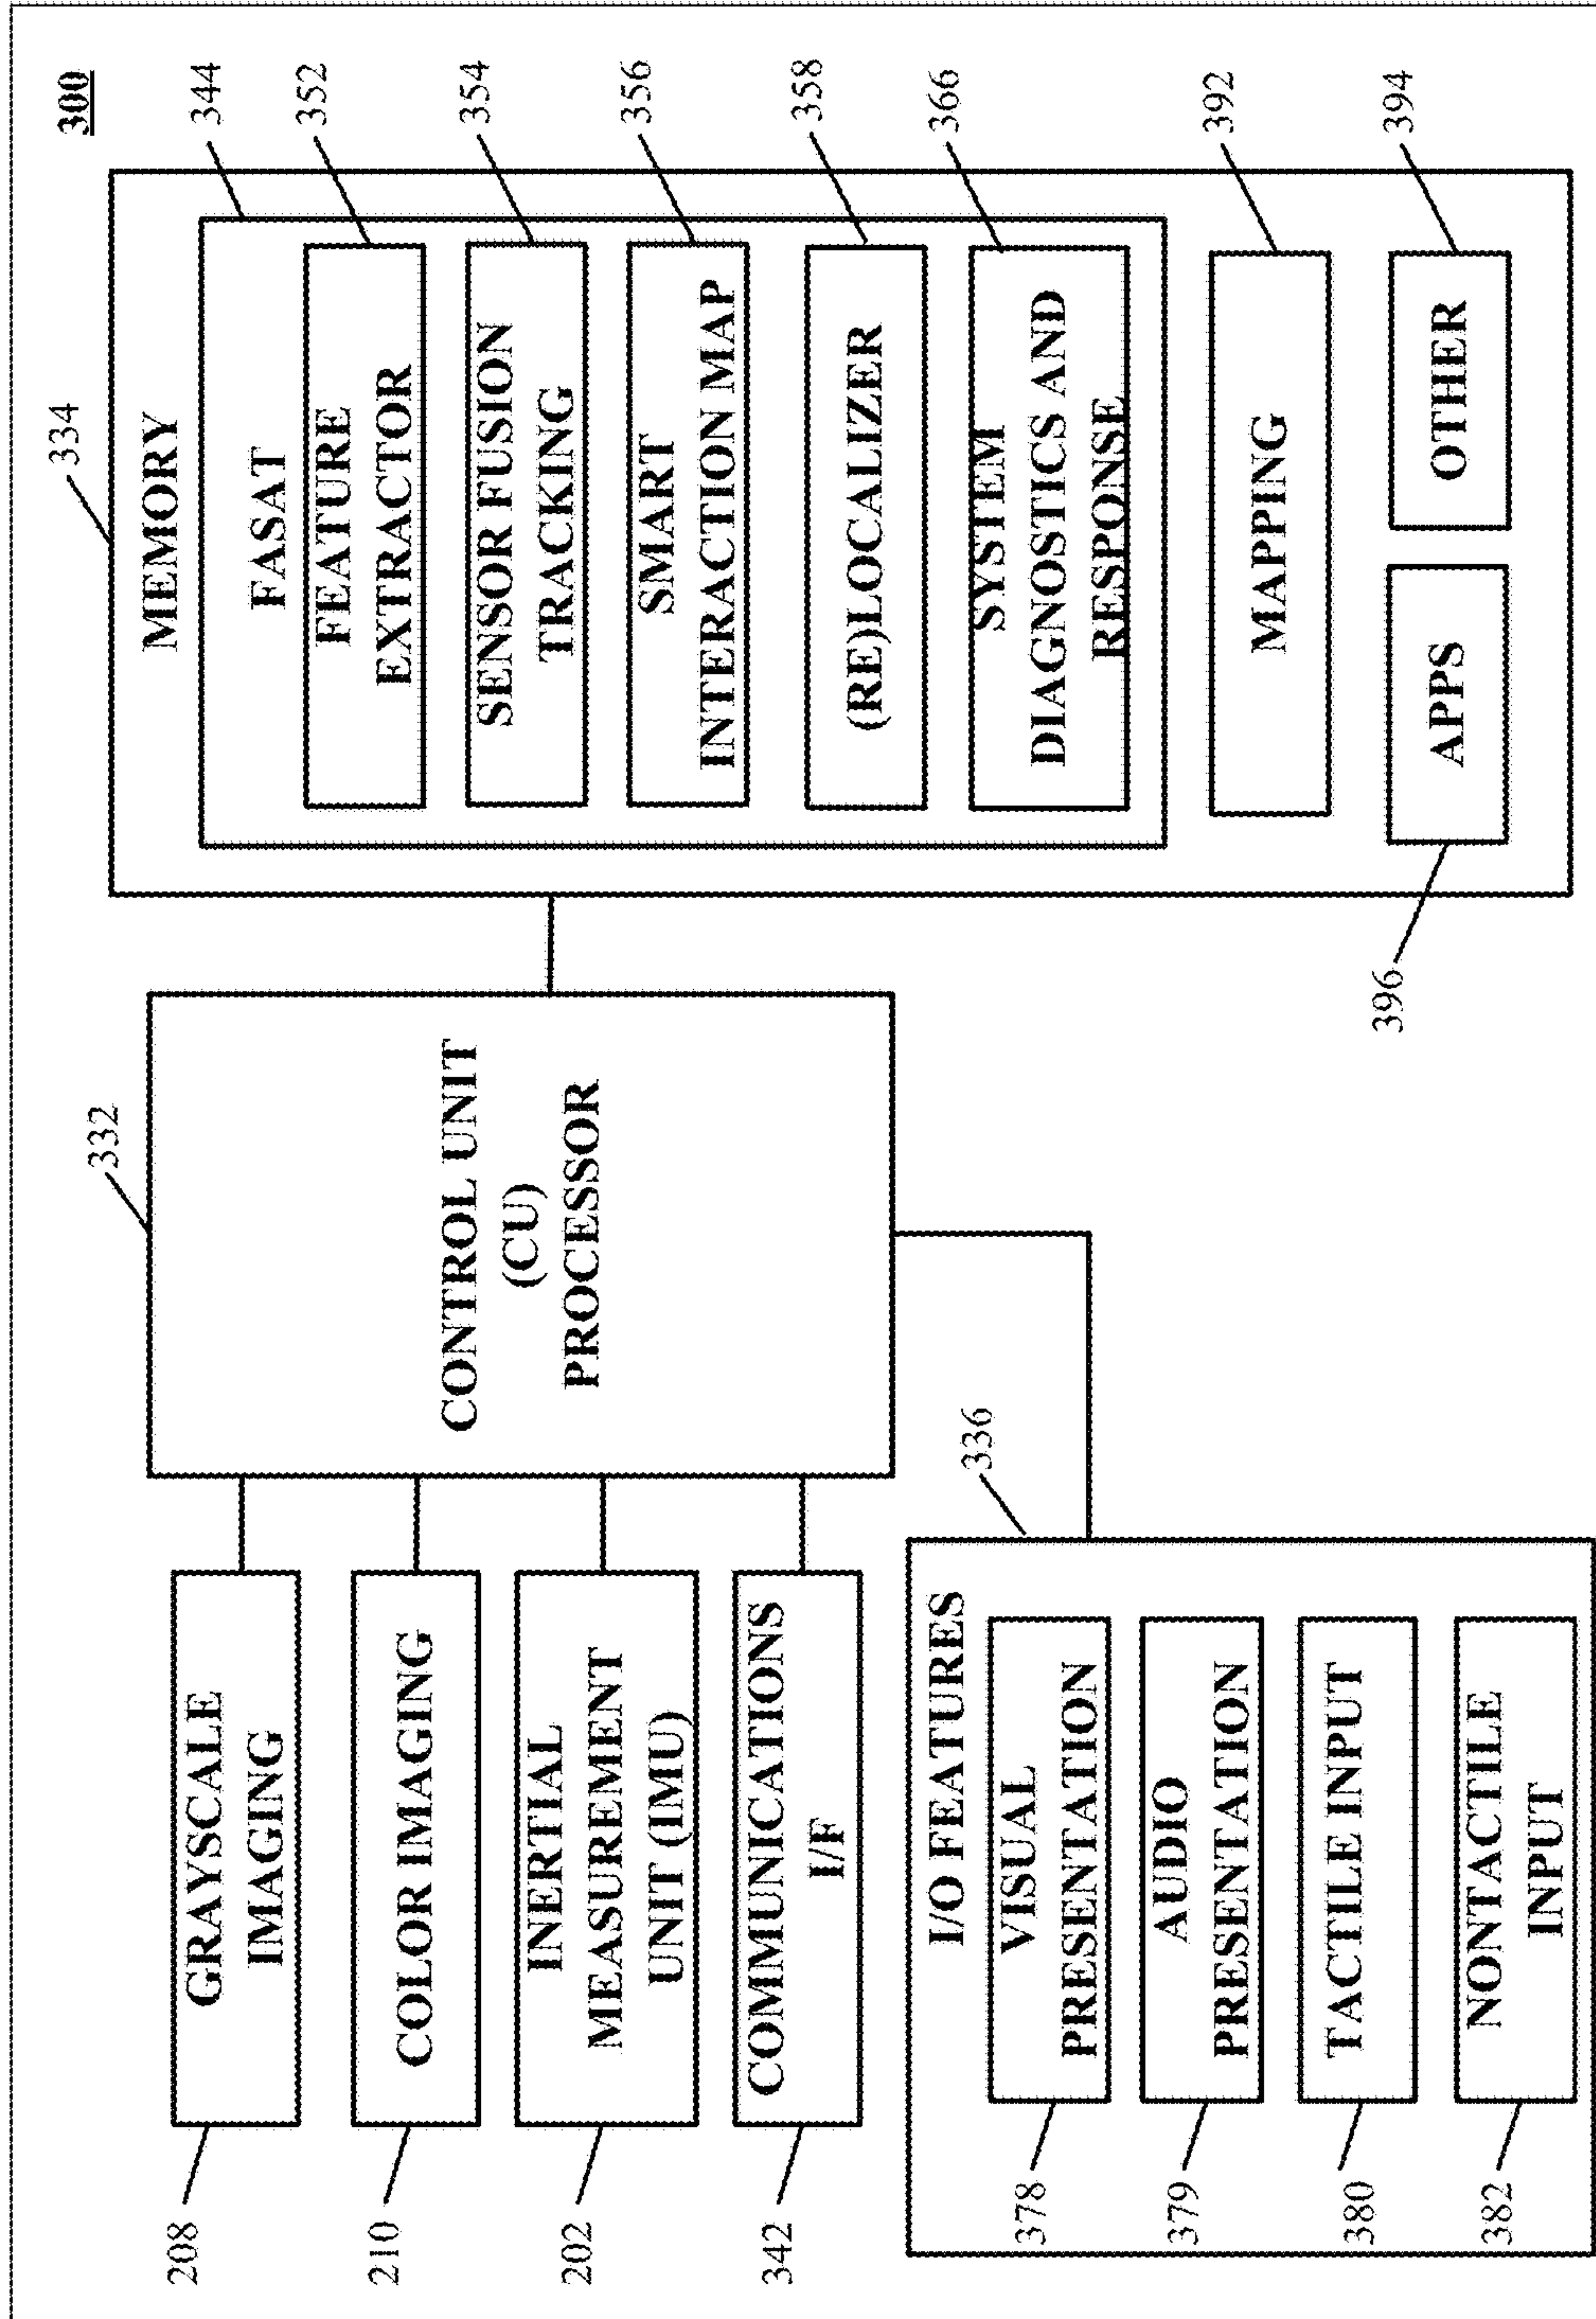 300
208
GRAYSCALE
IMAGING
210
COLOR IMAGING
202
INERTIAL
MEASUREMENT
UNIT (IMU)
342
COMMUNICATIONS
I/F
332
CONTROL UNIT
(CU)
PROCESSOR
336
I/O FEATURES
378
VISUAL
PRESENTATION
379
AUDIO
PRESENTATION
380
TACTILE INPUT
382
NONTACTILE
INPUT
334
MEMORY
344
FASAT
352
FEATURE
EXTRACTOR
354
SENSOR FUSION
TRACKING
356
SMART
INTERACTION MAP
358
(RE)LOCALIZER
366
SYSTEM
DIAGNOSTICS AND
RESPONSE
392
MAPPING
396
APPS
394
OTHER